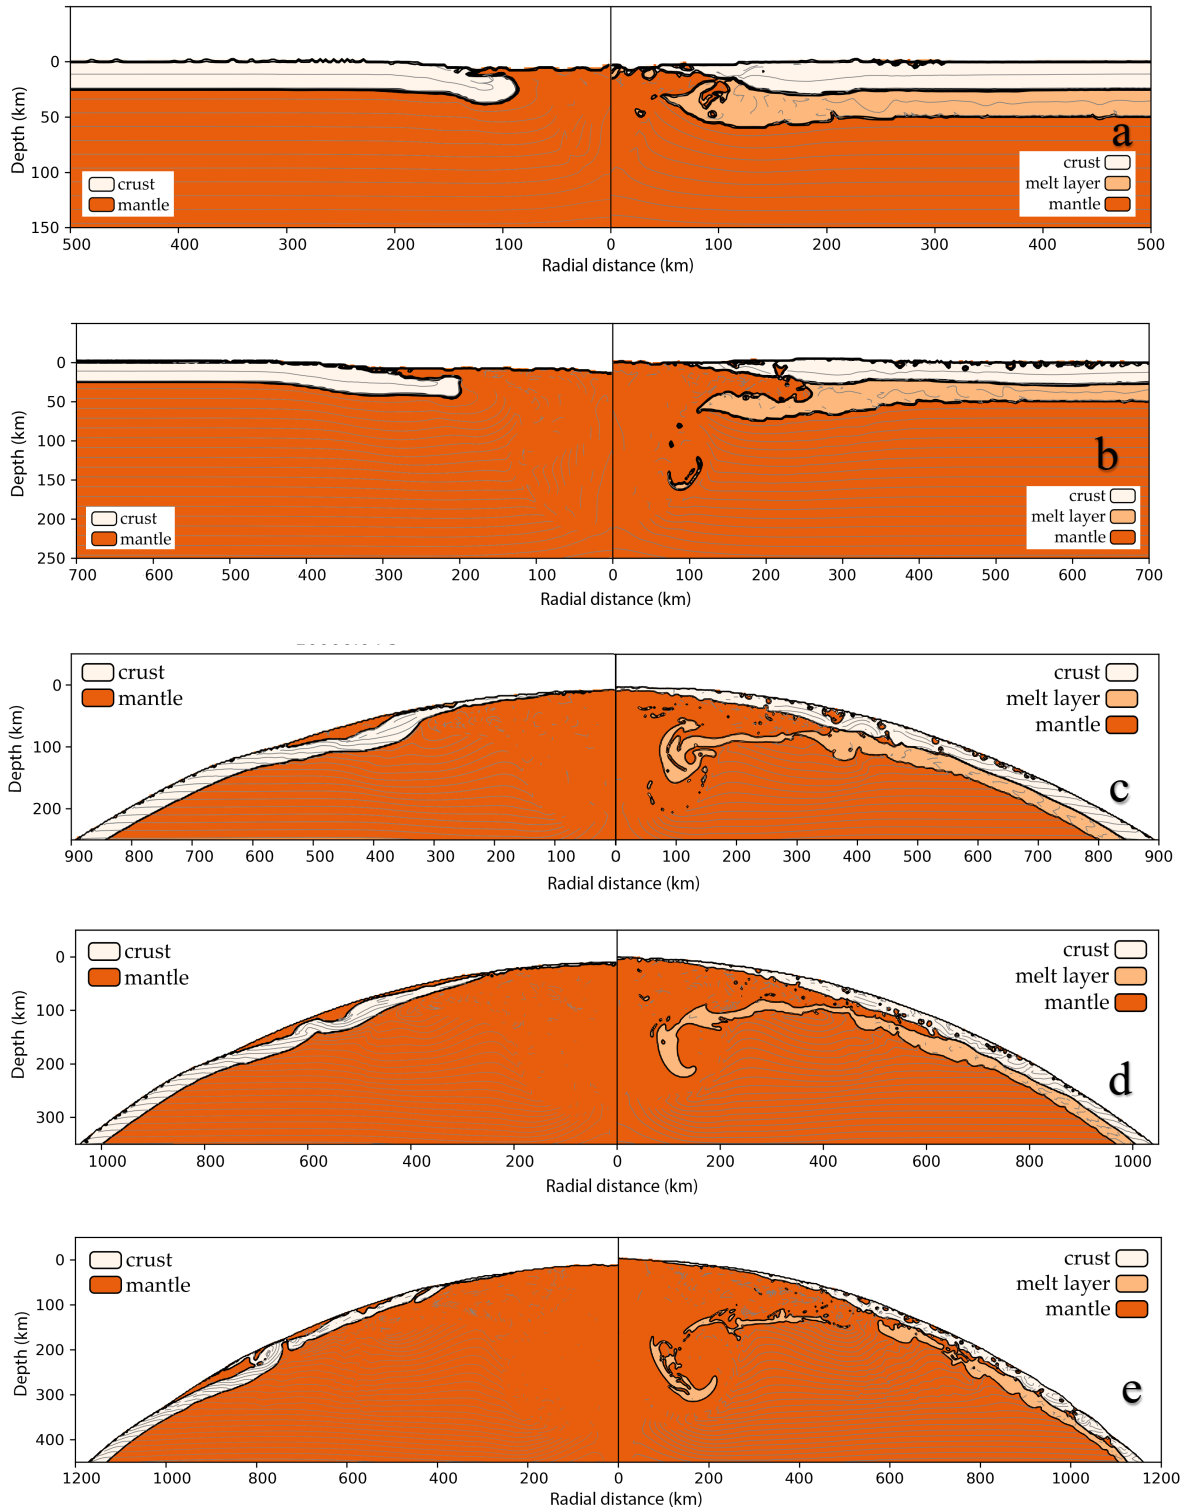 0
50
100
150
Depth (km)
crust
mantle
a
crust
melt layer
mantle
500 400 300 200 100 0 100 200 300 400 500
Radial distance (km)
0
50
100
150
200
250
Depth (km)
crust
mantle
b
crust
melt layer
mantle
700 600 500 400 300 200 100 0 100 200 300 400 500 600 700
Radial distance (km)
0
100
200
Depth (km)
crust
mantle
crust
melt layer
mantle
c
900 800 700 600 500 400 300 200 100 0 100 200 300 400 500 600 700 800 900
Radial distance (km)
0
100
200
300
Depth (km)
crust
mantle
crust
melt layer
mantle
d
1000 800 600 400 200 0 200 400 600 800 1000
Radial distance (km)
0
100
200
300
400
Depth (km)
crust
mantle
crust
melt layer
mantle
e
1200 1000 800 600 400 200 0 200 400 600 800 1000 1200
Radial distance (km)